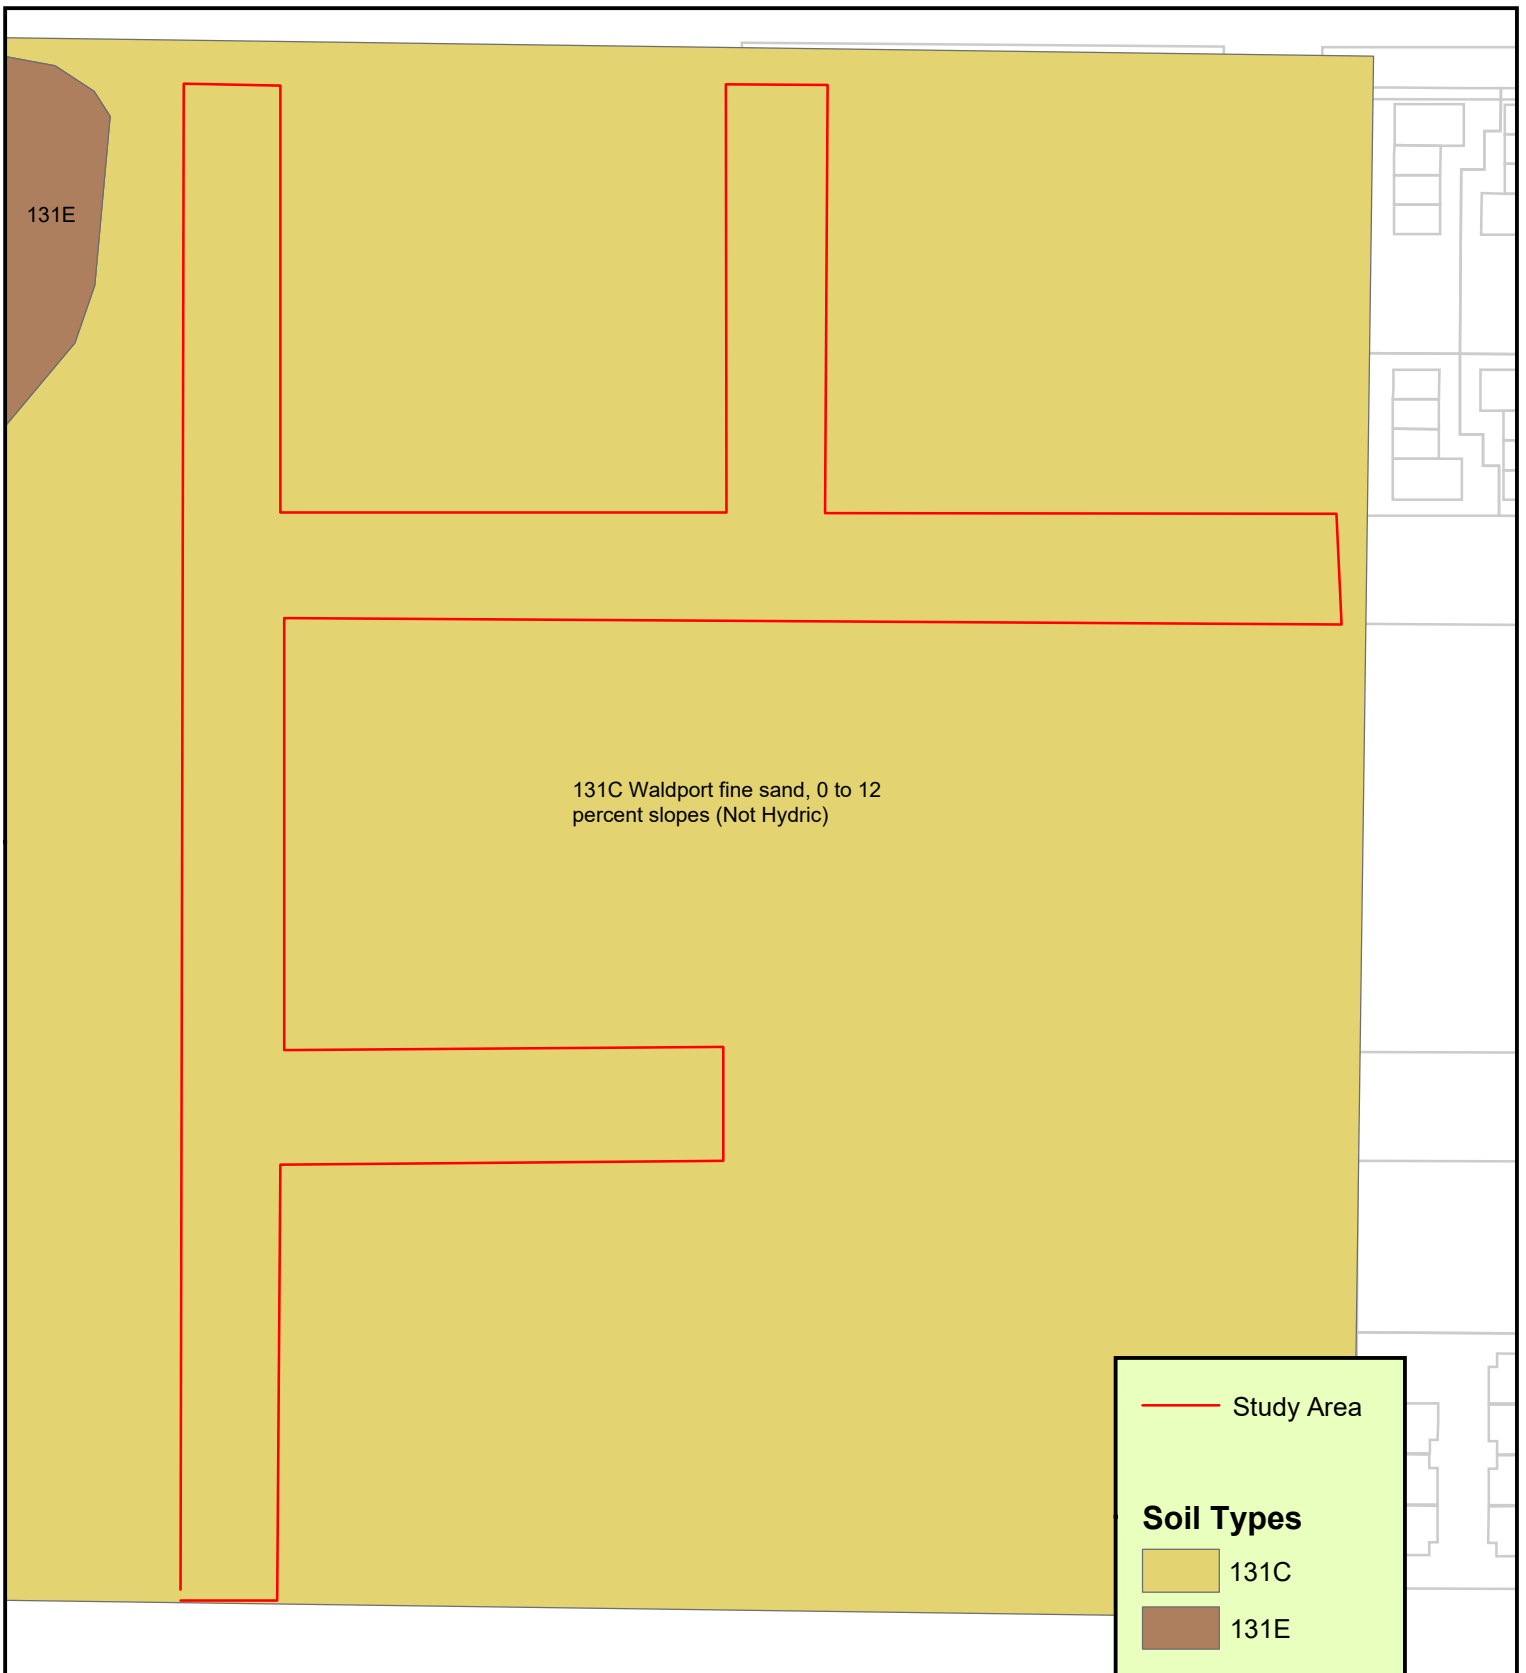 131E
131C Waldport fine sand, 0 to 12
percent slopes (Not Hydric)
Study Area
Soil Types
131C
131E